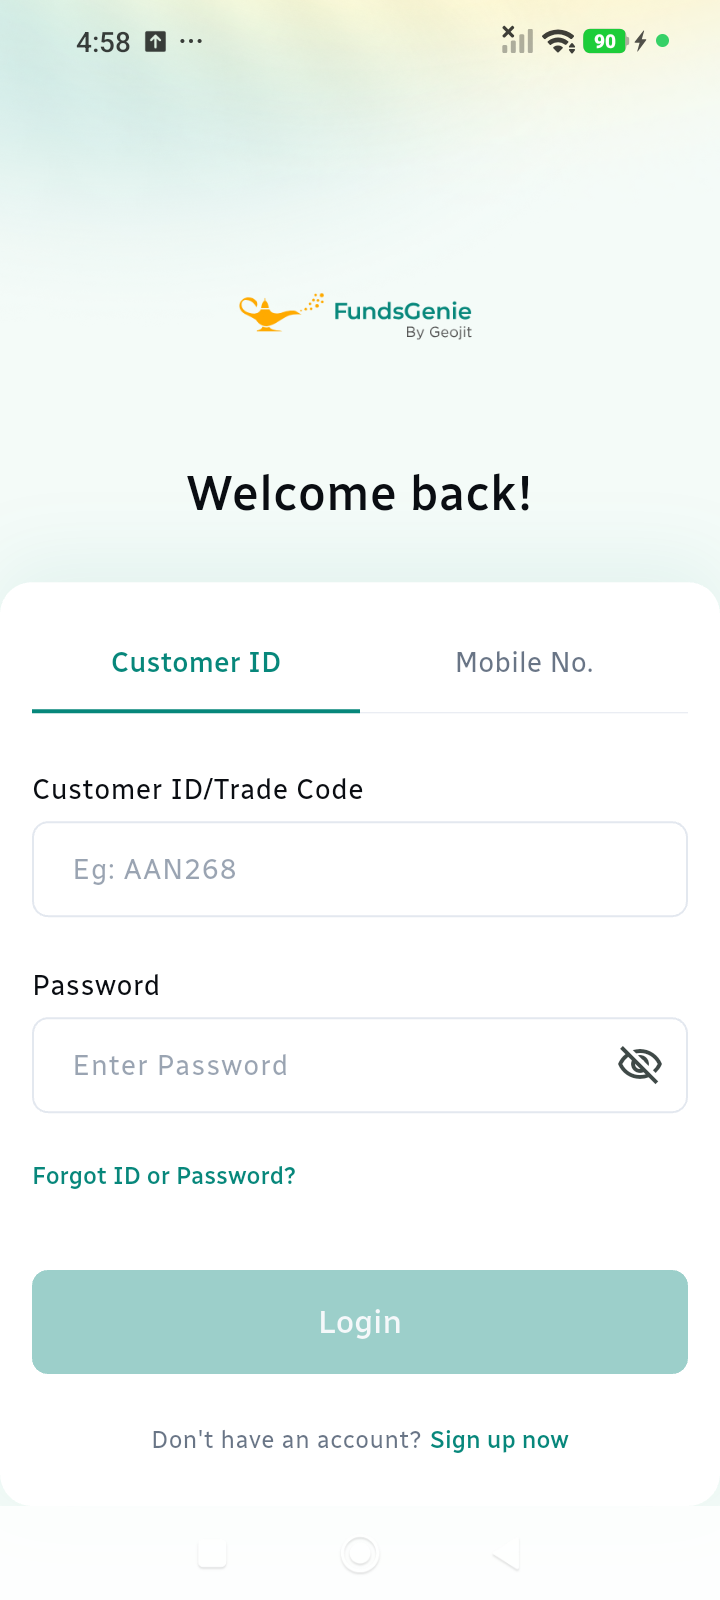 4:58
90
FundsGenie
By Geojit
Welcome back!
Customer ID
Mobile No.
Customer ID/Trade Code
Eg: AAN268
Password
Enter Password
Forgot ID or Password?
Login
Don't have an account? Sign up now